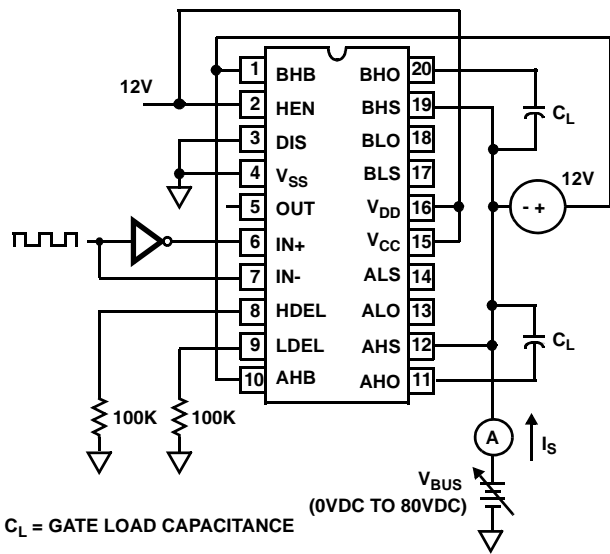 12V
1 BHB BHO 20
2 HEN BHS 19
3 DIS BLO 18
4 VSS BLS 17
5 OUT VDD 16
6 IN+ VCC 15
7 IN- ALS 14
8 HDEL ALO 13
9 LDEL AHS 12
10 AHB AHO 11
CL
12V
- +
CL
100K 100K
A IS
VBUS
(0VDC TO 80VDC)
CL = GATE LOAD CAPACITANCE